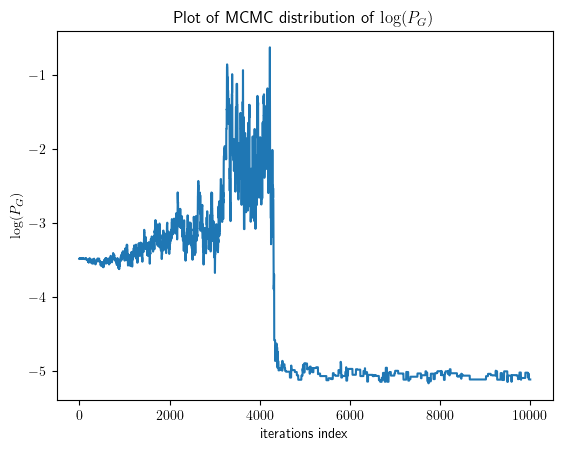 Plot of MCMC distribution of log(P_G)
log(P_G)
−1
−2
−3
−4
−5
0 2000 4000 6000 8000 10000
iterations index